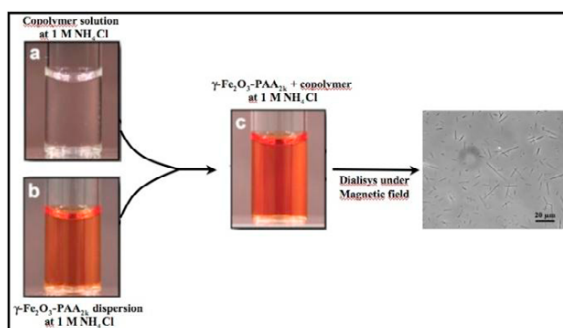 Copolymer solution
at 1 M NH₄Cl
a
b
γ-Fe₂O₃-PAA₂ₖ dispersion
at 1 M NH₄Cl
γ-Fe₂O₃-PAA₂ₖ + copolymer
at 1 M NH₄Cl
c
Dialisys under
Magnetic field
20 μm